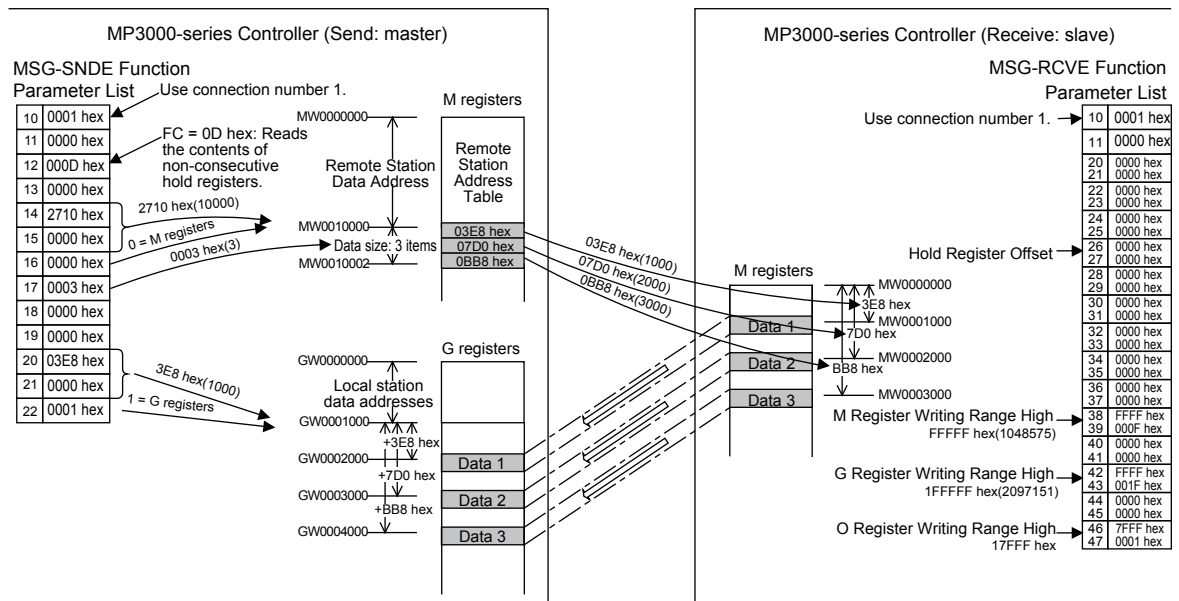 MP3000-series Controller (Send: master)
MSG-SNDE Function
Parameter List
Use connection number 1.
10 0001 hex
11 0000 hex
12 000D hex
13 0000 hex
14 2710 hex
15 0000 hex
16 0000 hex
17 0003 hex
18 0000 hex
19 0000 hex
20 03E8 hex
21 0000 hex
22 0001 hex
FC = 0D hex: Reads
the contents of
non-consecutive
hold registers.
2710 hex(10000)
0 = M registers
0003 hex(3)
3E8 hex(1000)
1 = G registers
M registers
MW0000000
Remote Station
Data Address
Remote
Station
Address
Table
MW0010000
Data size: 3 items
MW0010002
03E8 hex
07D0 hex
0BB8 hex
G registers
GW0000000
Local station
data addresses
GW0001000
+3E8 hex
GW0002000
+7D0 hex
GW0003000
+BB8 hex
GW0004000
Data 1
Data 2
Data 3
03E8 hex(1000)
07D0 hex(2000)
0BB8 hex(3000)
MP3000-series Controller (Receive: slave)
MSG-RCVE Function
Parameter List
Use connection number 1.
Hold Register Offset
M registers
MW0000000
3E8 hex
MW0001000
7D0 hex
MW0002000
BB8 hex
MW0003000
Data 1
Data 2
Data 3
M Register Writing Range High
FFFFF hex(1048575)
G Register Writing Range High
1FFFFF hex(2097151)
O Register Writing Range High
17FFF hex
10 0001 hex
11 0000 hex
20 0000 hex
21 0000 hex
22 0000 hex
23 0000 hex
24 0000 hex
25 0000 hex
26 0000 hex
27 0000 hex
28 0000 hex
29 0000 hex
30 0000 hex
31 0000 hex
32 0000 hex
33 0000 hex
34 0000 hex
35 0000 hex
36 0000 hex
37 0000 hex
38 FFFF hex
39 000F hex
40 0000 hex
41 0000 hex
42 FFFF hex
43 001F hex
44 0000 hex
45 0000 hex
46 7FFF hex
47 0001 hex